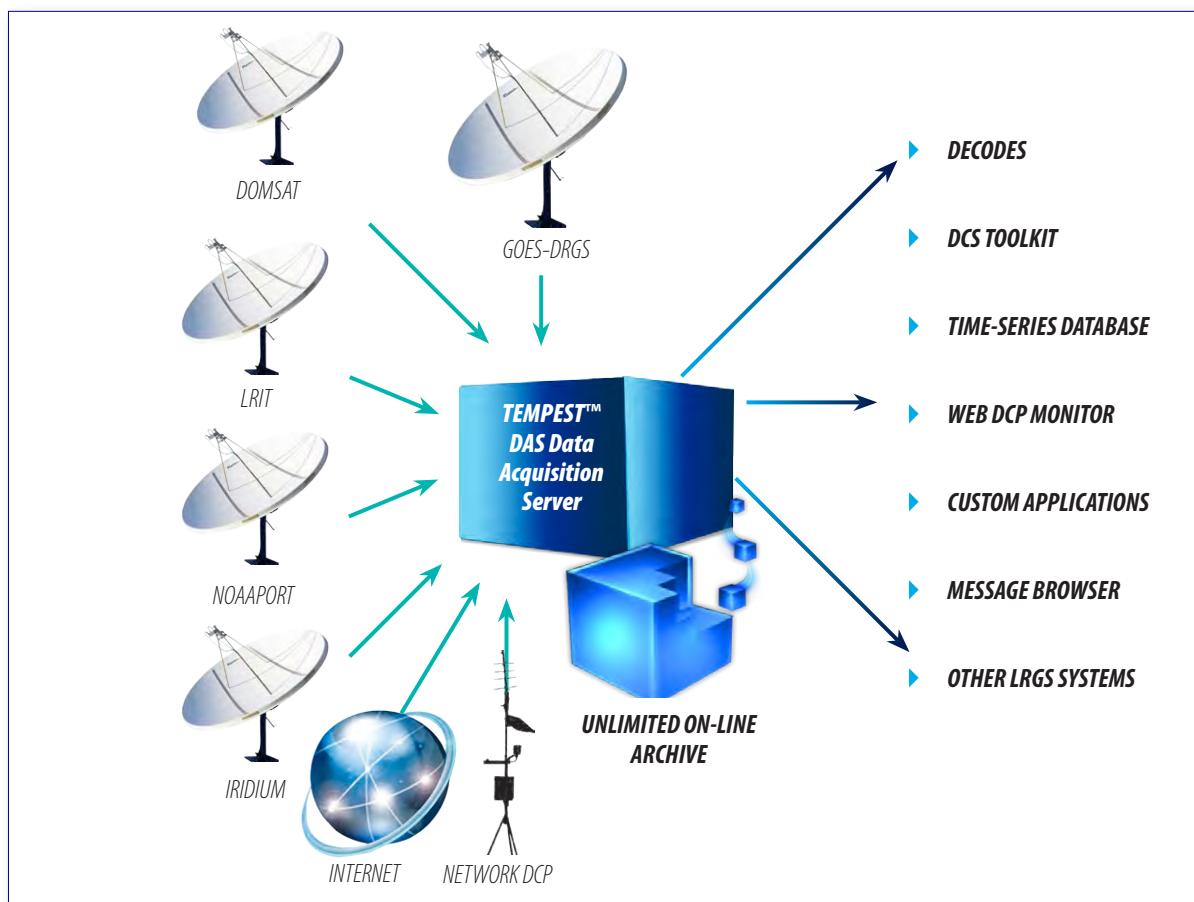 DOMSAT
GOES-DRGS
LRIT
NOAAPORT
IRIDIUM
INTERNET
NETWORK DCP
TEMPEST™
DAS Data
Acquisition
Server
UNLIMITED ON-LINE
ARCHIVE
DECODES
DCS TOOLKIT
TIME-SERIES DATABASE
WEB DCP MONITOR
CUSTOM APPLICATIONS
MESSAGE BROWSER
OTHER LRGS SYSTEMS